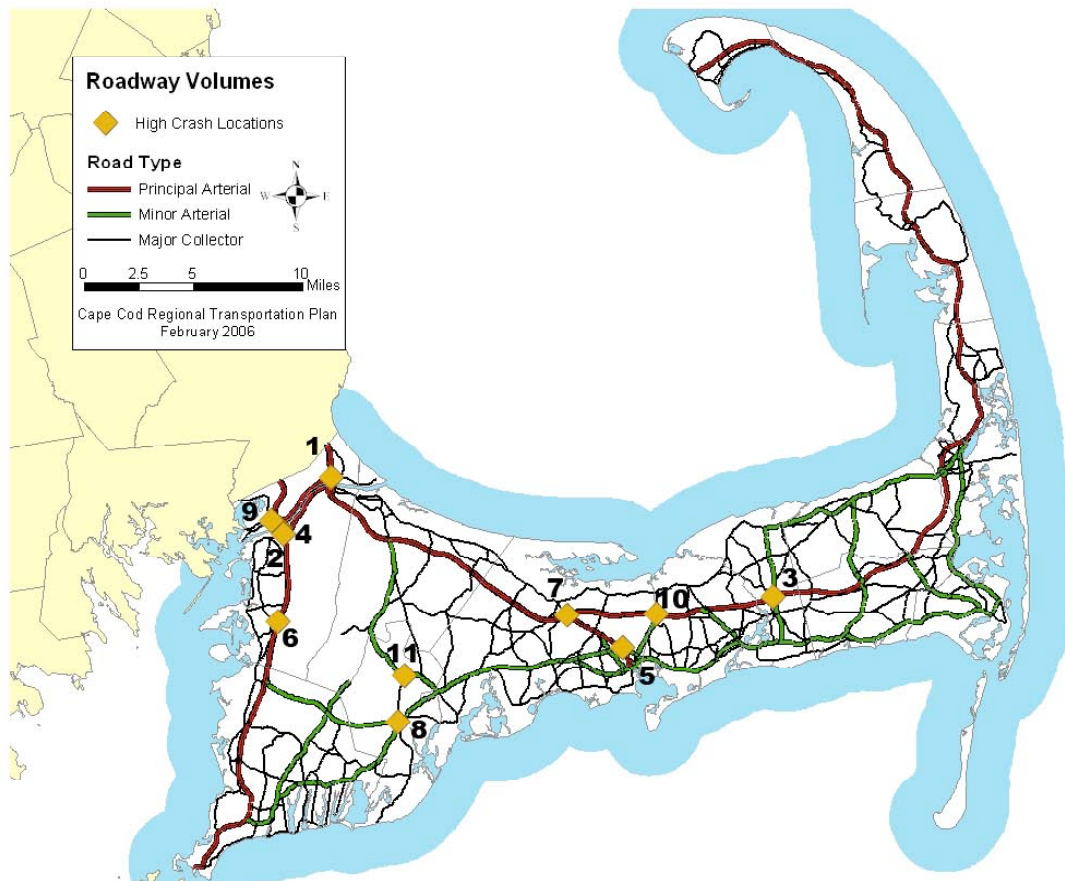 Roadway Volumes
High Crash Locations
Road Type
N
W E
S
Principal Arterial
Minor Arterial
Major Collector
0 2.5 5 10
Miles
Cape Cod Regional Transportation Plan
February 2006
1
9
4
2
3
7
10
6
11
5
8